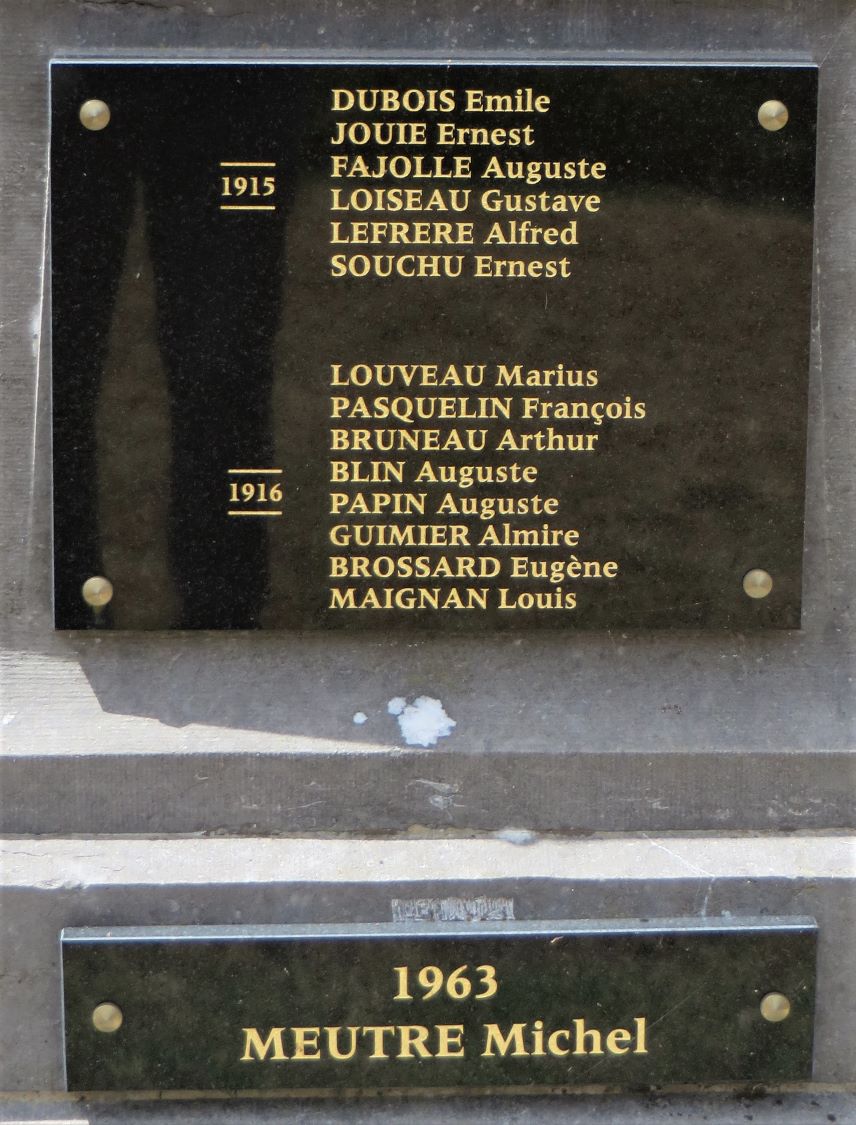 DUBOIS Emile
JOUIE Ernest
FAJOLLE Auguste
1915
LOISEAU Gustave
LEFRERE Alfred
SOUCHU Ernest
LOUVEAU Marius
PASQUELIN François
BRUNEAU Arthur
BLIN Auguste
1916
PAPIN Auguste
GUIMIER Almire
BROSSARD Eugène
MAIGNAN Louis
1963
MEUTRE Michel